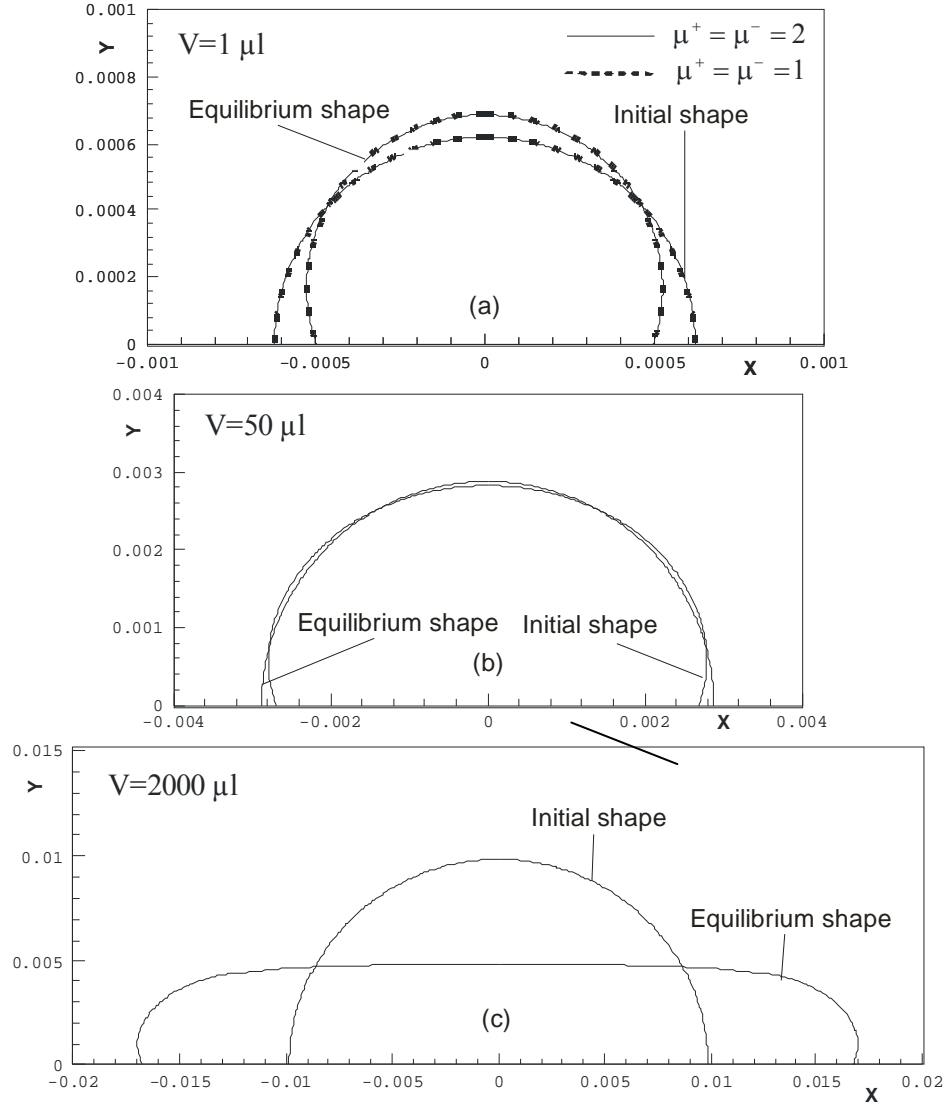 0.001
Y
V=1 µl
μ⁺ = μ⁻ = 2
μ⁺ = μ⁻ = 1
0.0008
Equilibrium shape
Initial shape
0.0006
0.0004
0.0002
(a)
0
-0.001 -0.0005 0 0.0005 0.001
X
0.004
Y
V=50 µl
0.003
0.002
Equilibrium shape
Initial shape
0.001
(b)
0
-0.004 -0.002 0 0.002 X 0.004
0.015
Y
V=2000 µl
Initial shape
0.01
Equilibrium shape
0.005
(c)
0
-0.02 -0.015 -0.01 -0.005 0 0.005 0.01 0.015 0.02
X